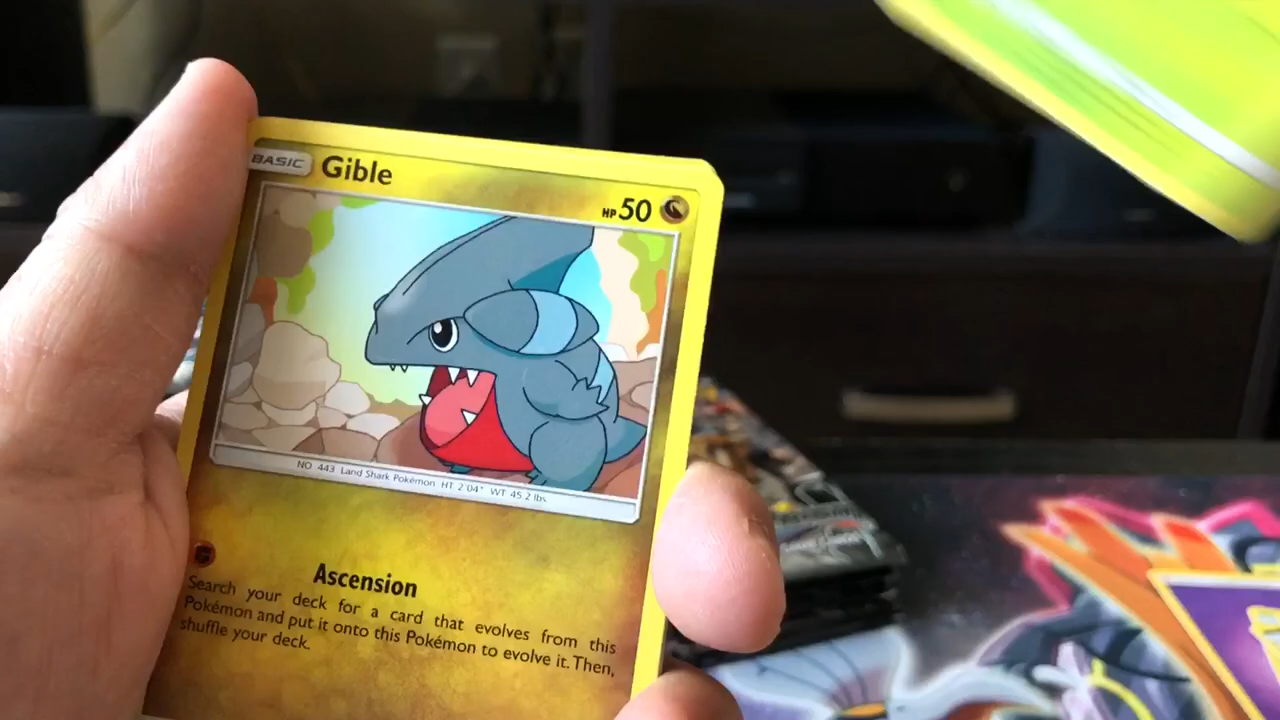 BASIC Gible
HP 50
NO 443 Land Shark Pokémon HT 2'04" WT 45.2 lbs
Ascension
Search your deck for a card that evolves from this
Pokémon and put it onto this Pokémon to evolve it. Then,
shuffle your deck.